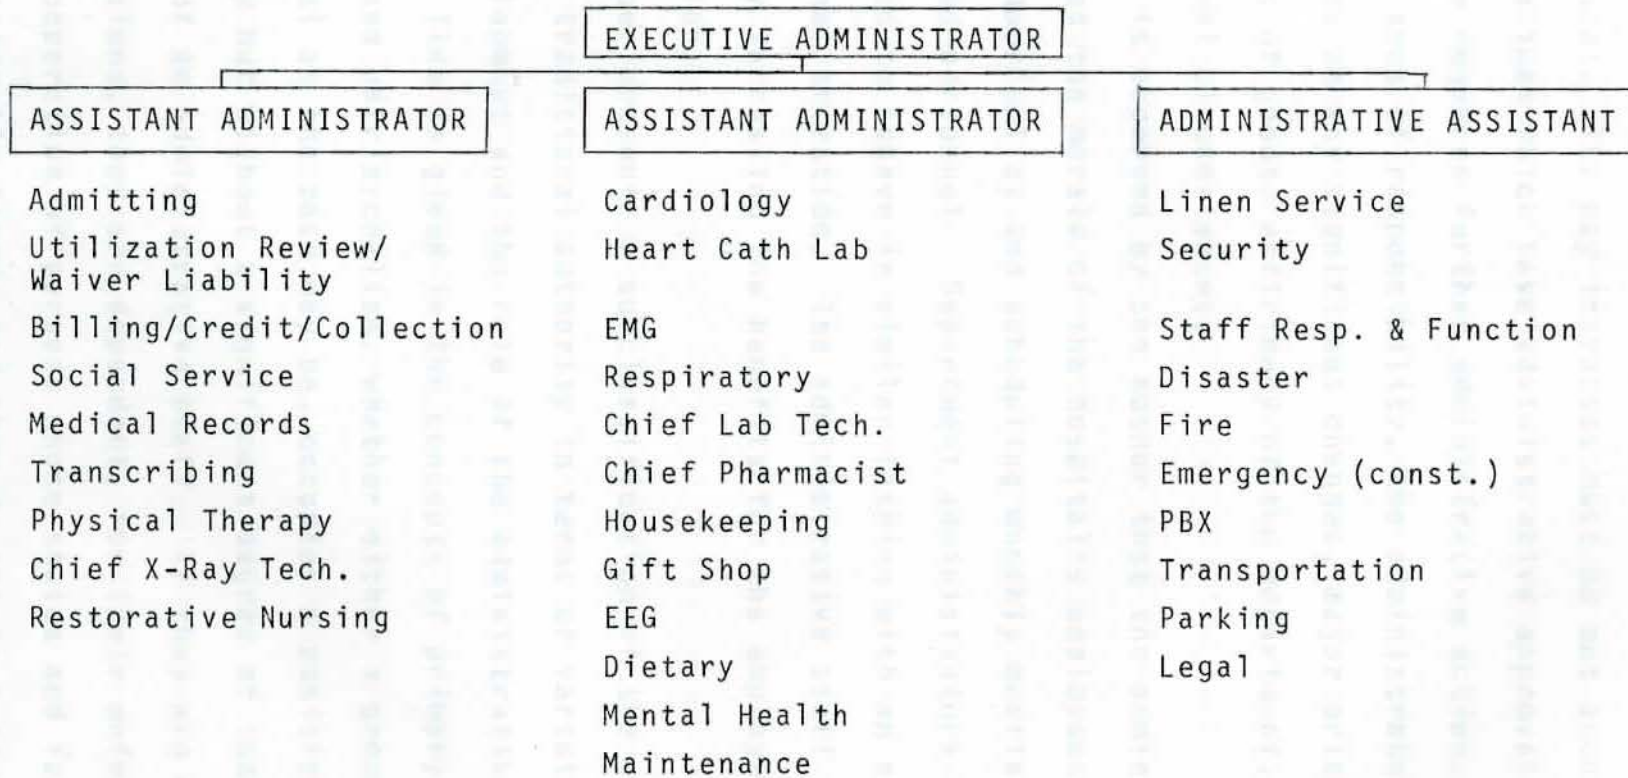 EXECUTIVE ADMINISTRATOR
ASSISTANT ADMINISTRATOR
Admitting
Utilization Review/
Waiver Liability
Billing/Credit/Collection
Social Service
Medical Records
Transcribing
Physical Therapy
Chief X-Ray Tech.
Restorative Nursing
ASSISTANT ADMINISTRATOR
Cardiology
Heart Cath Lab
EMG
Respiratory
Chief Lab Tech.
Chief Pharmacist
Housekeeping
Gift Shop
EEG
Dietary
Mental Health
Maintenance
ADMINISTRATIVE ASSISTANT
Linen Service
Security
Staff Resp. & Function
Disaster
Fire
Emergency (const.)
PBX
Transportation
Parking
Legal